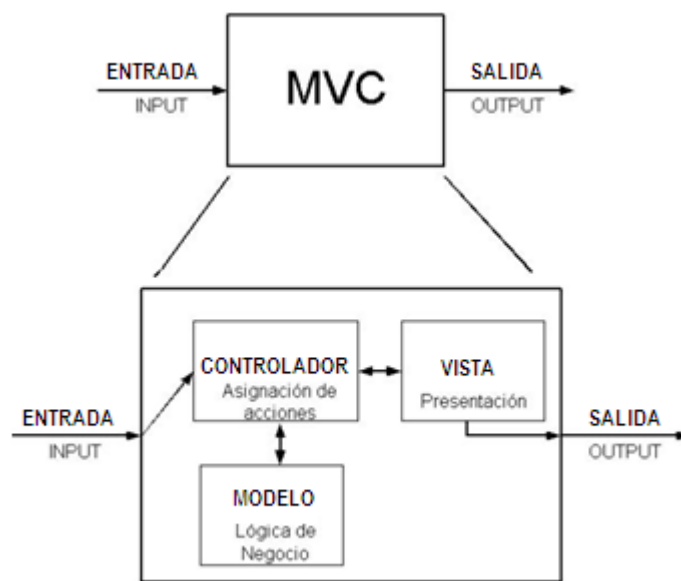 ENTRADA
INPUT
MVC
SALIDA
OUTPUT
CONTROLADOR
Asignación de
acciones
VISTA
Presentación
ENTRADA
INPUT
SALIDA
OUTPUT
MODELO
Lógica de
Negocio